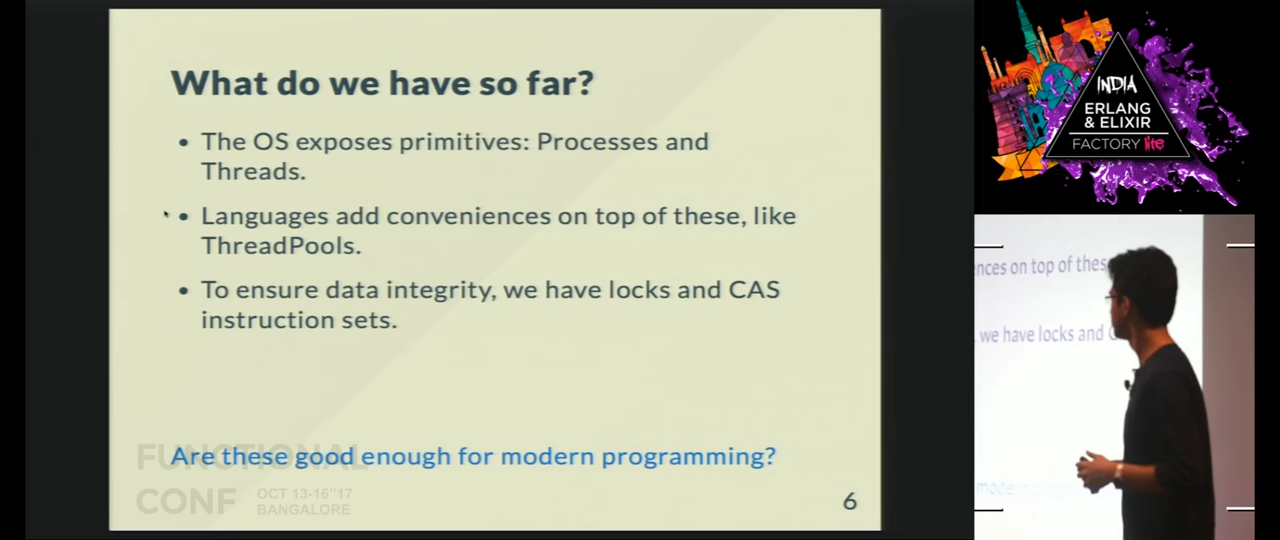 What do we have so far?
• The OS exposes primitives: Processes and
Threads.
• Languages add conveniences on top of these, like
ThreadPools.
• To ensure data integrity, we have locks and CAS
instruction sets.
Are these good enough for modern programming?
FUNCTIONAL
CONF
OCT 13-16"17
BANGALORE
6
INDIA
ERLANG
& ELIXIR
FACTORY lite
nces on top of these
we have locks and C
modern